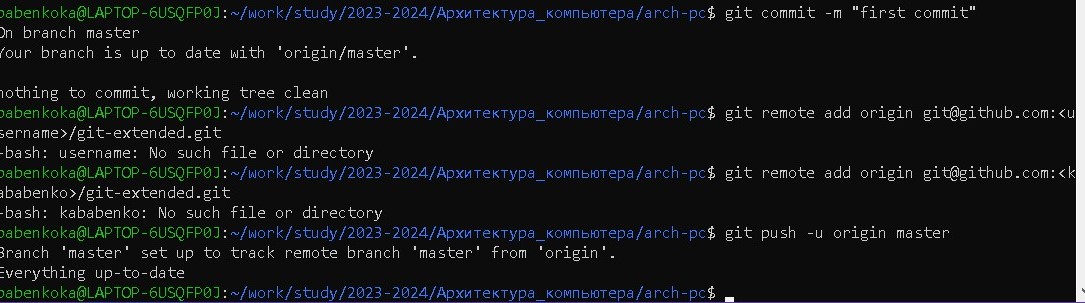 babenkoka@LAPTOP-6USQFP0J:~/work/study/2023-2024/Архитектура_компьютера/arch-pc$ git commit -m "first commit"
On branch master
Your branch is up to date with 'origin/master'.
nothing to commit, working tree clean
babenkoka@LAPTOP-6USQFP0J:~/work/study/2023-2024/Архитектура_компьютера/arch-pc$ git remote add origin git@github.com:<u
sername>/git-extended.git
-bash: username: No such file or directory
babenkoka@LAPTOP-6USQFP0J:~/work/study/2023-2024/Архитектура_компьютера/arch-pc$ git remote add origin git@github.com:<k
ababenko>/git-extended.git
-bash: kababenko: No such file or directory
babenkoka@LAPTOP-6USQFP0J:~/work/study/2023-2024/Архитектура_компьютера/arch-pc$ git push -u origin master
Branch 'master' set up to track remote branch 'master' from 'origin'.
Everything up-to-date
babenkoka@LAPTOP-6USQFP0J:~/work/study/2023-2024/Архитектура_компьютера/arch-pc$